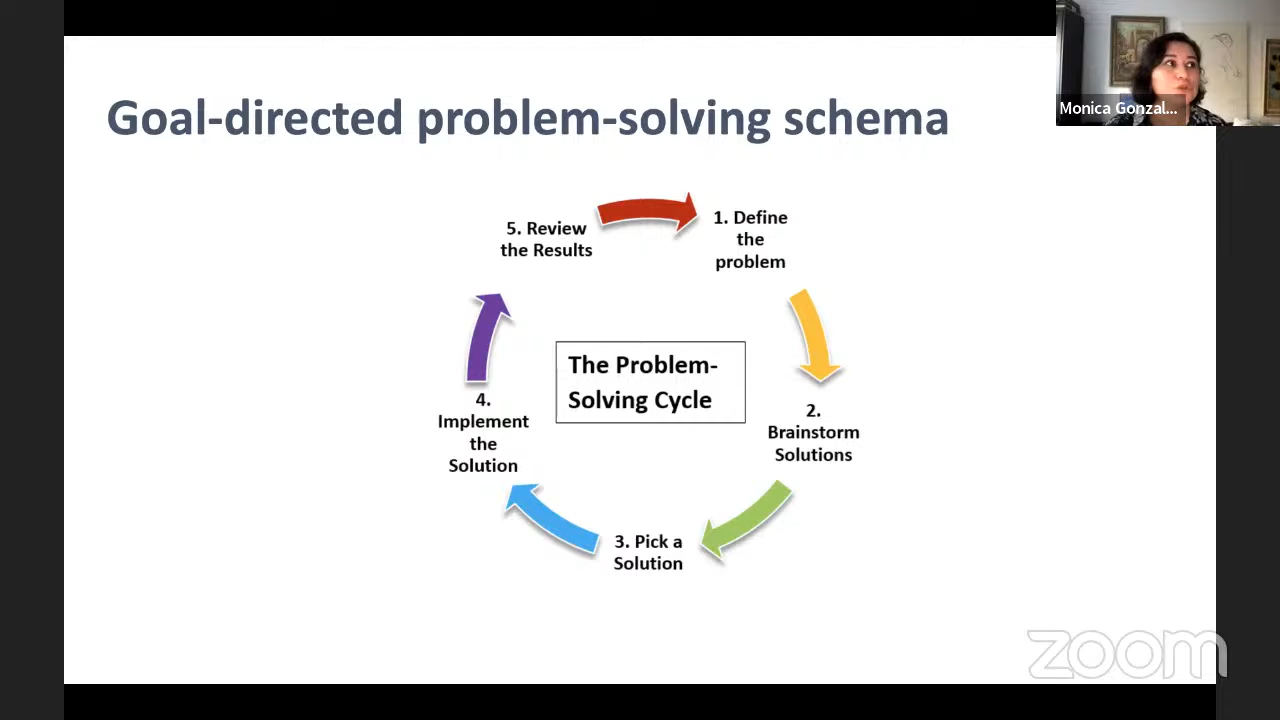 Goal-directed problem-solving schema
Monica Gonzal...
1. Define
the
problem
2.
Brainstorm
Solutions
3. Pick a
Solution
4.
Implement
the
Solution
5. Review
the Results
The Problem-
Solving Cycle
zoom